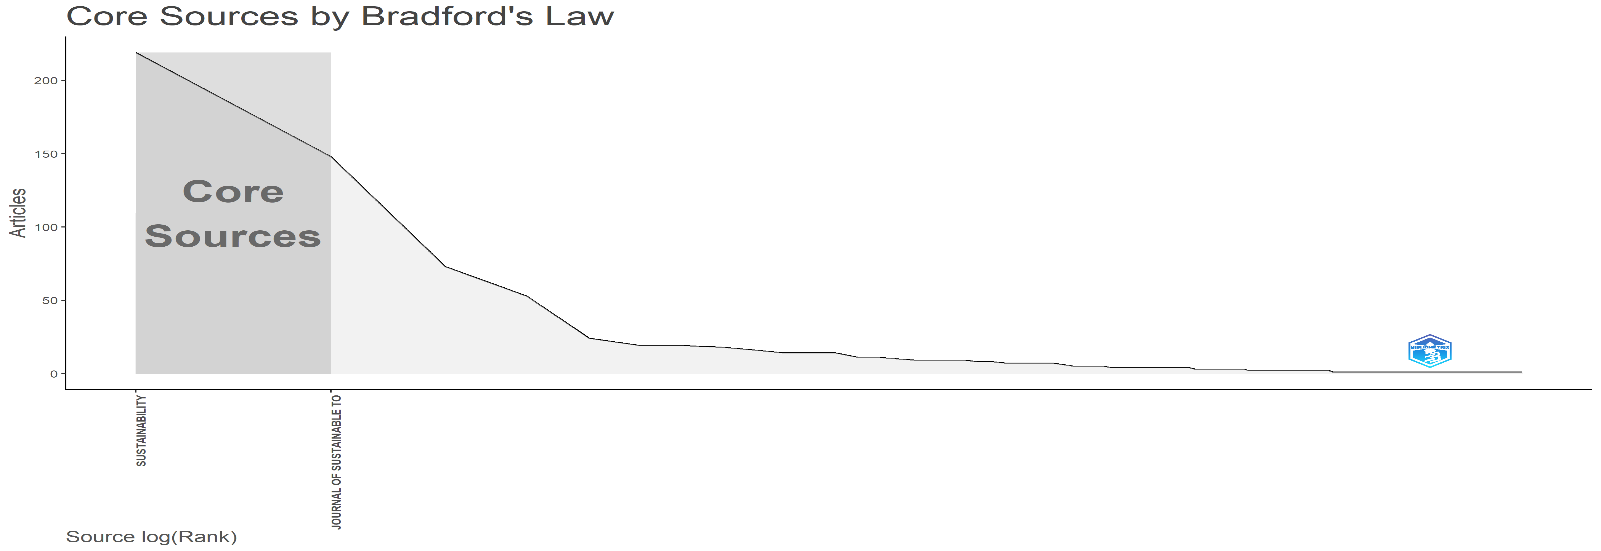 Core Sources by Bradford's Law
200
150
100
50
0
Articles
Core
Sources
SUSTAINABILITY
JOURNAL OF SUSTAINABLE TO
Source log(Rank)